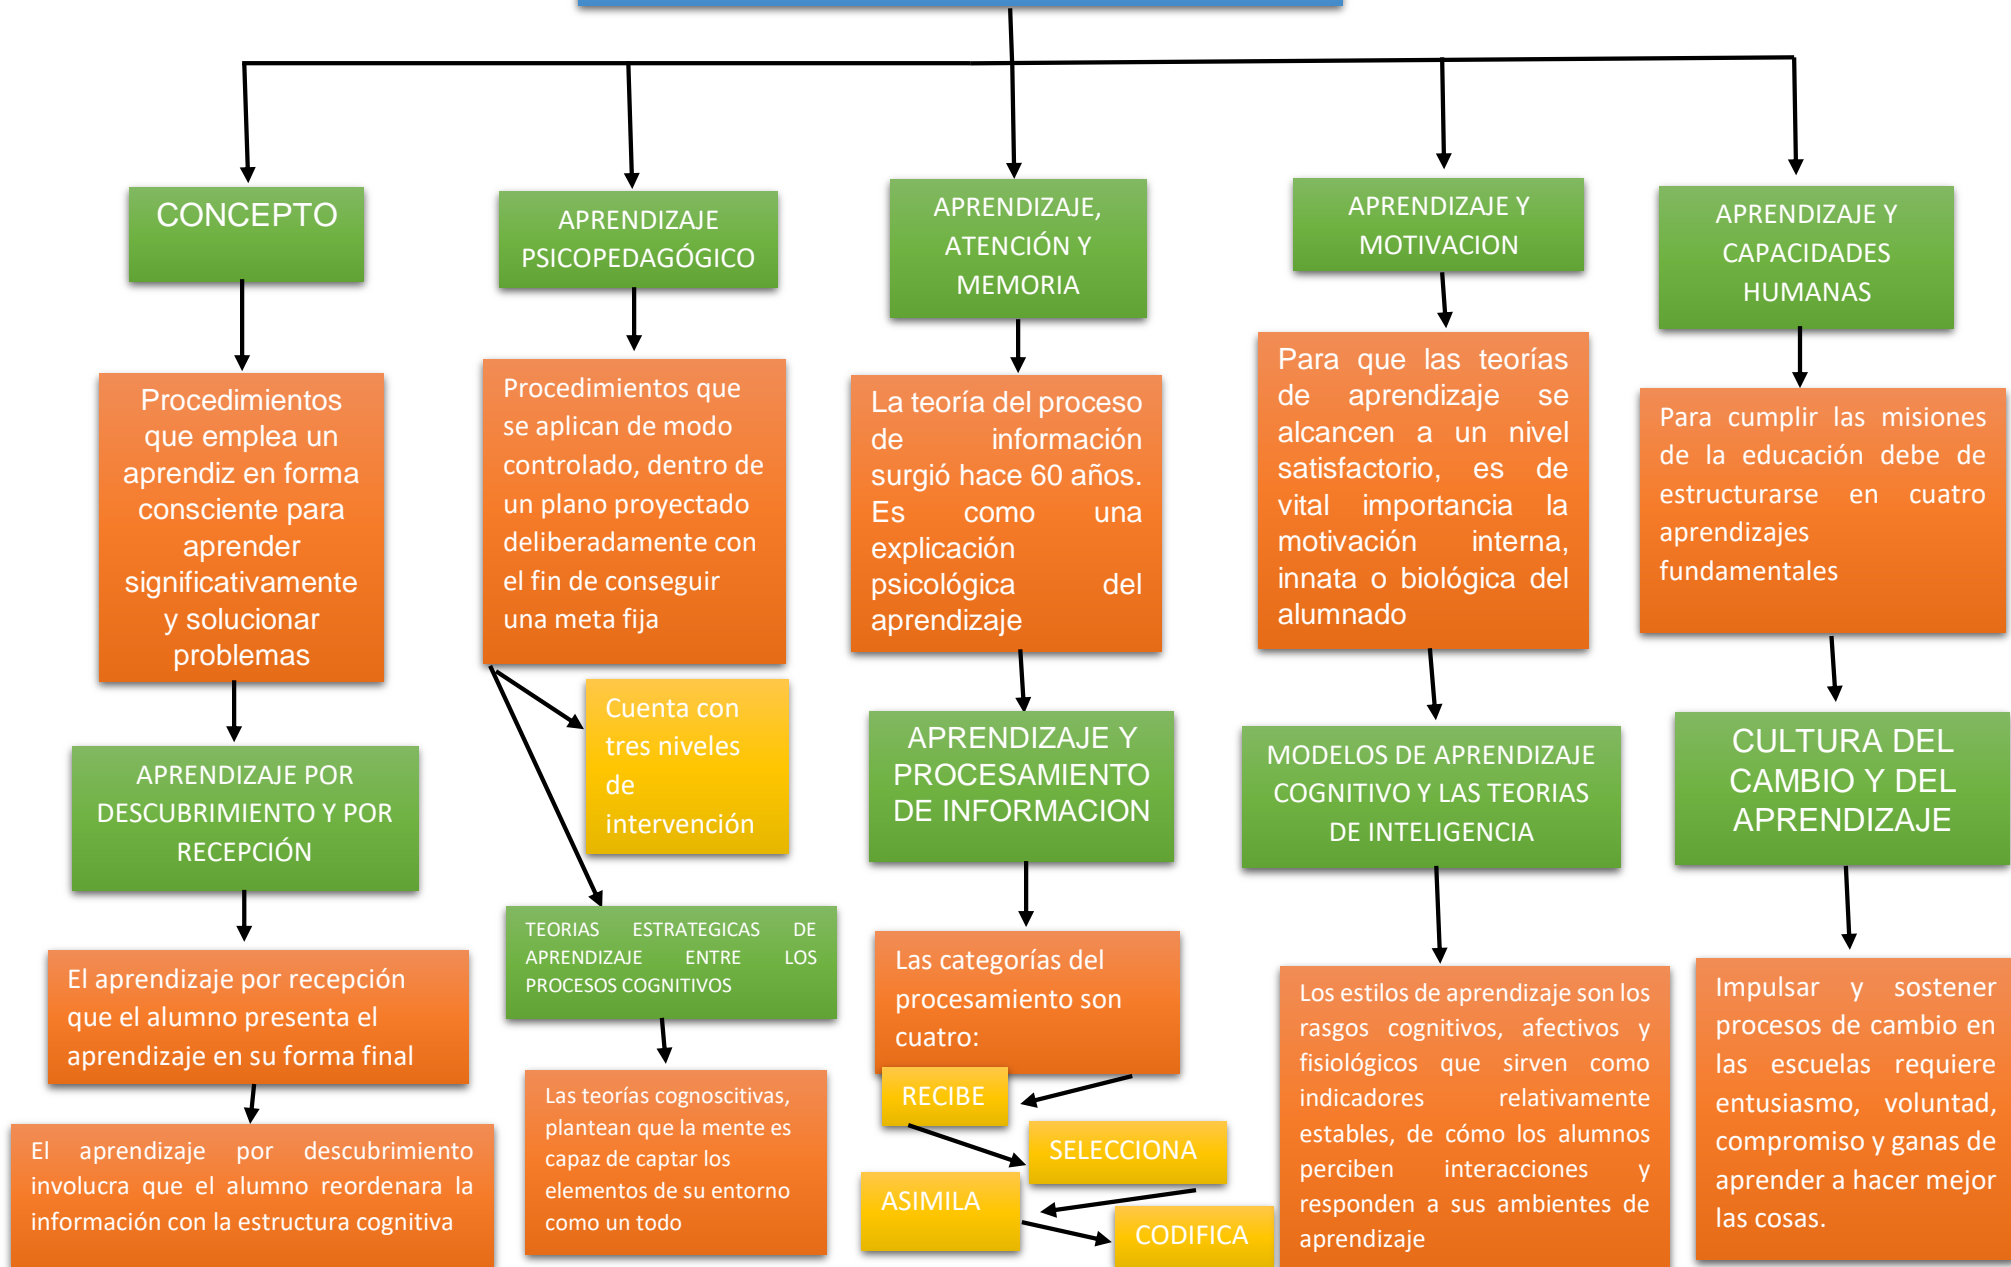 CONCEPTO
APRENDIZAJE
PSICOPEDAGÓGICO
APRENDIZAJE,
ATENCIÓN Y
MEMORIA
APRENDIZAJE Y
MOTIVACION
APRENDIZAJE Y
CAPACIDADES
HUMANAS
Procedimientos
que emplea un
aprendiz en forma
consciente para
aprender
significativamente
y solucionar
problemas
Procedimientos que
se aplican de modo
controlado, dentro de
un plano proyectado
deliberadamente con
el fin de conseguir
una meta fija
La teoría del proceso
de información
surgió hace 60 años.
Es como una
explicación
psicológica del
aprendizaje
Para que las teorías
de aprendizaje se
alcancen a un nivel
satisfactorio, es de
vital importancia la
motivación interna,
innata o biológica del
alumnado
Para cumplir las misiones
de la educación debe de
estructurarse en cuatro
aprendizajes
fundamentales
Cuenta con
tres niveles
de
intervención
APRENDIZAJE POR
DESCUBRIMIENTO Y POR
RECEPCIÓN
APRENDIZAJE Y
PROCESAMIENTO
DE INFORMACION
MODELOS DE APRENDIZAJE
COGNITIVO Y LAS TEORIAS
DE INTELIGENCIA
CULTURA DEL
CAMBIO Y DEL
APRENDIZAJE
El aprendizaje por recepción
que el alumno presenta el
aprendizaje en su forma final
TEORIAS ESTRATEGICAS DE
APRENDIZAJE ENTRE LOS
PROCESOS COGNITIVOS
Las categorías del
procesamiento son
cuatro:
Los estilos de aprendizaje son los
rasgos cognitivos, afectivos y
fisiológicos que sirven como
indicadores relativamente
estables, de cómo los alumnos
perciben interacciones y
responden a sus ambientes de
aprendizaje
Impulsar y sostener
procesos de cambio en
las escuelas requiere
entusiasmo, voluntad,
compromiso y ganas de
aprender a hacer mejor
las cosas.
El aprendizaje por descubrimiento
involucra que el alumno reordenara la
información con la estructura cognitiva
Las teorías cognoscitivas,
plantean que la mente es
capaz de captar los
elementos de su entorno
como un todo
RECIBE
SELECCIONA
ASIMILA
CODIFICA